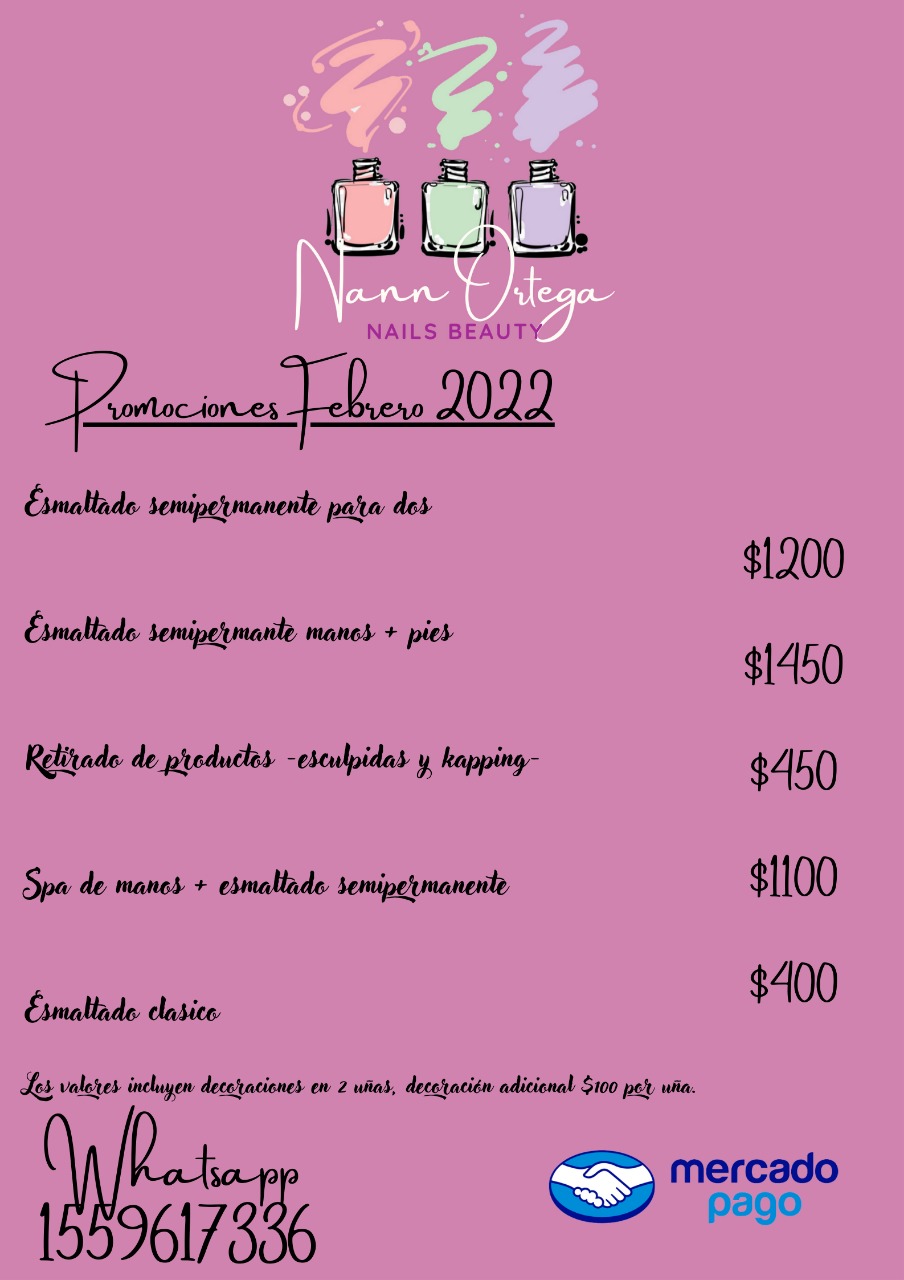 Nann Ortega
NAILS BEAUTY
Promociones Febrero 2022
Esmaltado semipermanente para dos
$1200
Esmaltado semipermante manos + pies
$1450
Retirado de productos -esculpidas y kapping-
$450
Spa de manos + esmaltado semipermanente
$1100
Esmaltado clasico
$400
Los valores incluyen decoraciones en 2 uñas, decoración adicional $100 por uña.
Whatsapp
1559617336
mercado
pago